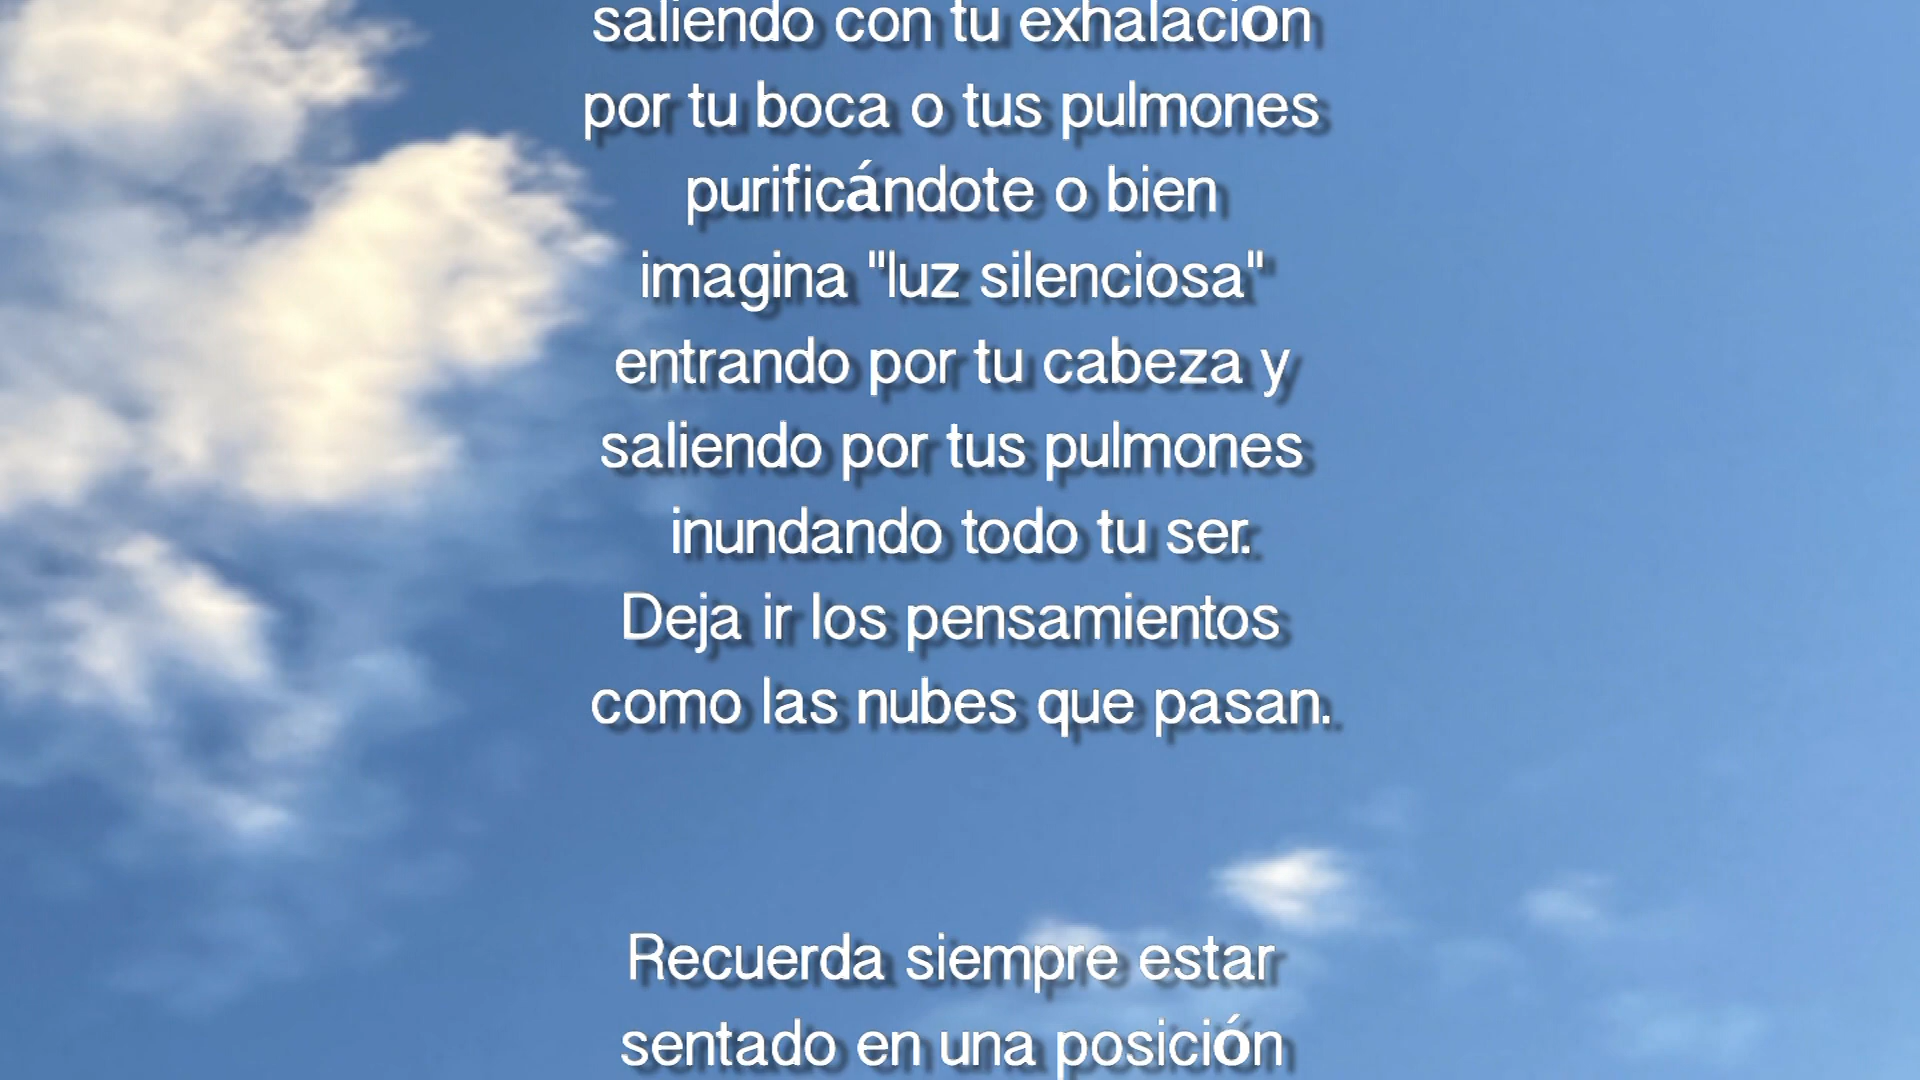 saliendo con tu exhalación
por tu boca o tus pulmones
purificándote o bien
imagina "luz silenciosa"
entrando por tu cabeza y
saliendo por tus pulmones
inundando todo tu ser.
Deja ir los pensamientos
como las nubes que pasan.
Recuerda siempre estar
sentado en una posición